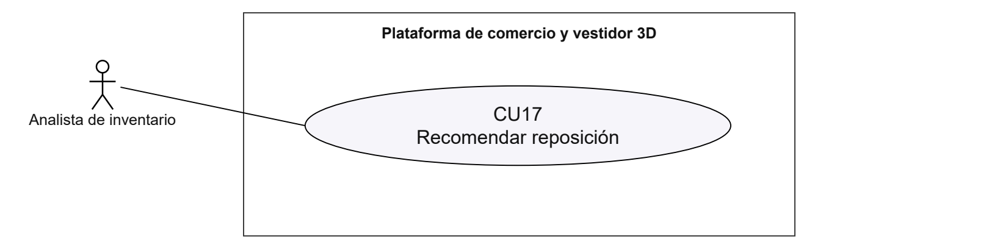 Plataforma de comercio y vestidor 3D
Analista de inventario
CU17
Recomendar reposición